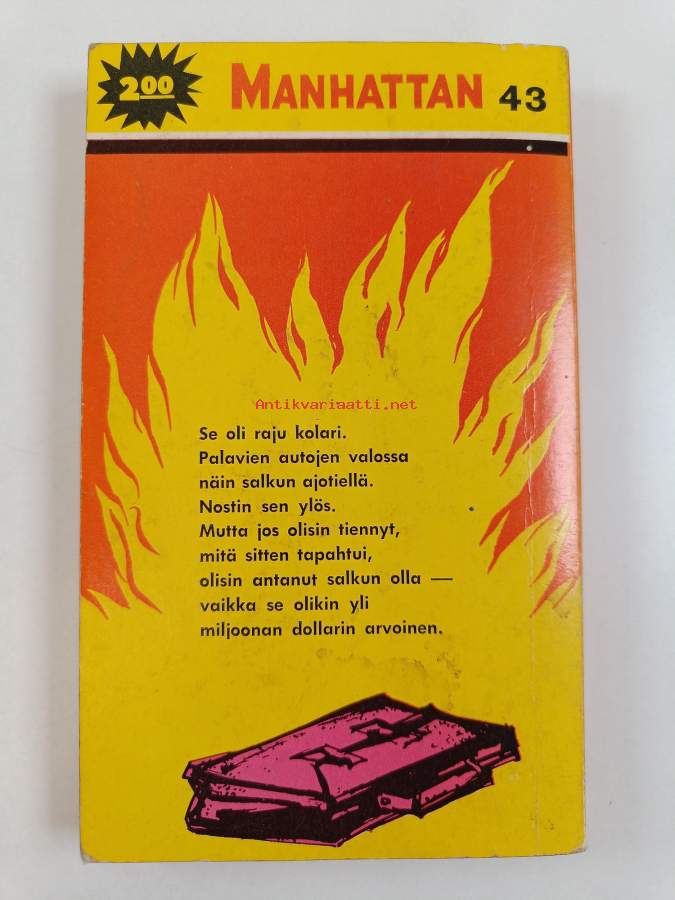 200 MANHATTAN 43
Antikvariaatti.net
Se oli raju kolari.
Palavien autojen valossa
näin salkun ajotiellä.
Nostin sen ylös.
Mutta jos olisin tiennyt,
mitä sitten tapahtui,
olisin antanut salkun olla —
vaikka se olikin yli
miljoonan dollarin arvoinen.